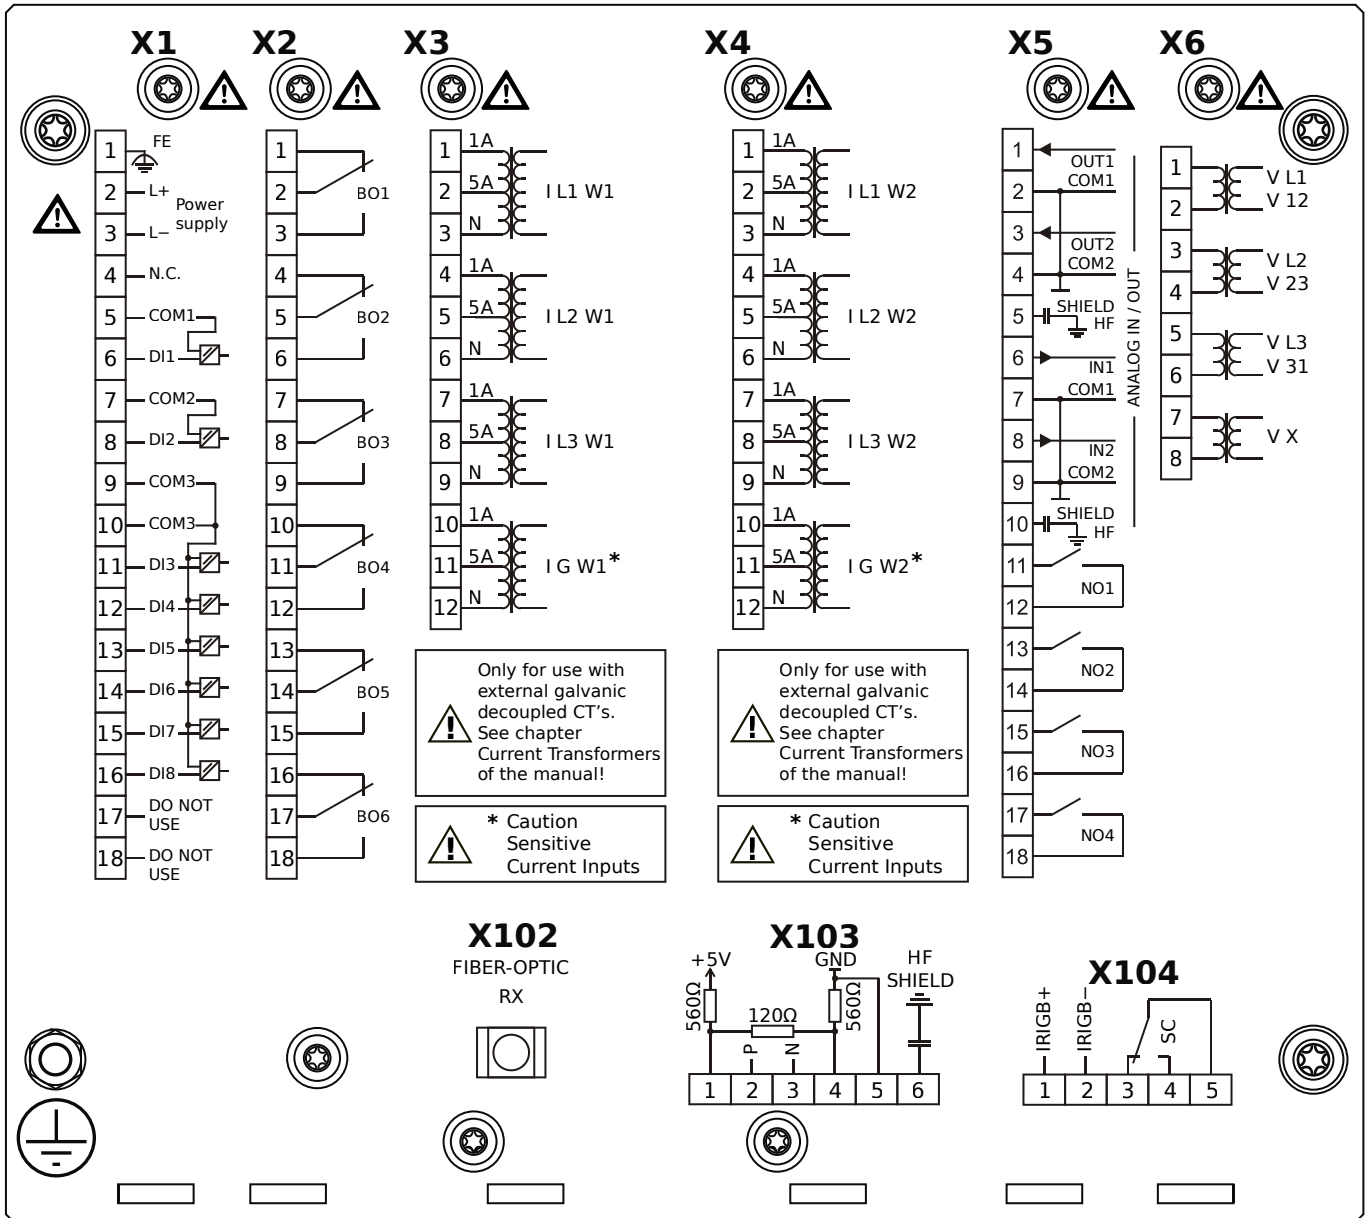 X1
X2
X3
X4
X5
X6
1 FE
2 L+
Power
supply
3 L−
4 N.C.
5 COM1
6 DI1
7 COM2
8 DI2
9 COM3
10 COM3
11 DI3
12 DI4
13 DI5
14 DI6
15 DI7
16 DI8
17 DO NOT
USE
18 DO NOT
USE
1
2 BO1
3
4
5 BO2
6
7
8 BO3
9
10
11 BO4
12
13
14 BO5
15
16
17 BO6
18
1 1A
2 5A I L1 W1
3 N
4 1A
5 5A I L2 W1
6 N
7 1A
8 5A I L3 W1
9 N
10 1A
11 5A I G W1*
12 N
Only for use with
external galvanic
decoupled CT's.
See chapter
Current Transformers
of the manual!
* Caution
Sensitive
Current Inputs
1 1A
2 5A I L1 W2
3 N
4 1A
5 5A I L2 W2
6 N
7 1A
8 5A I L3 W2
9 N
10 1A
11 5A I G W2*
12 N
Only for use with
external galvanic
decoupled CT's.
See chapter
Current Transformers
of the manual!
* Caution
Sensitive
Current Inputs
1
OUT1
2 COM1
3
OUT2
4 COM2
5 SHIELD
HF
6
IN1
7 COM1
8
IN2
9 COM2
10 SHIELD
HF
ANALOG IN / OUT
11
NO1
12
13
NO2
14
15
NO3
16
17
NO4
18
1 V L1
2 V 12
3 V L2
4 V 23
5 V L3
6 V 31
7 V X
8
X102
FIBER-OPTIC
RX
X103
+5V
GND
HF
SHIELD
560Ω
120Ω
560Ω
P
N
1 2 3 4 5 6
X104
IRIGB+
IRIGB−
SC
1 2 3 4 5